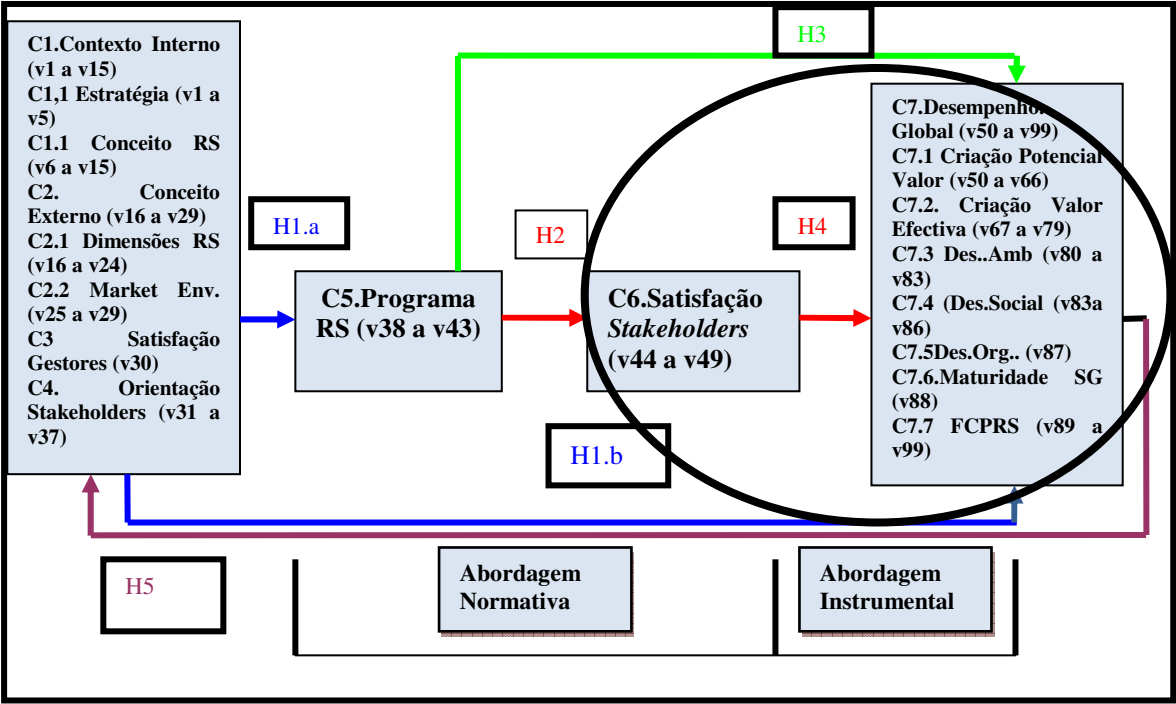 C1.Contexto Interno
(v1 a v15)
C1,1 Estratégia (v1 a
v5)
C1.1 Conceito RS
(v6 a v15)
C2. Conceito
Externo (v16 a v29)
C2.1 Dimensões RS
(v16 a v24)
C2.2 Market Env.
(v25 a v29)
C3 Satisfação
Gestores (v30)
C4. Orientação
Stakeholders (v31 a
v37)
H1.a
C5.Programa
RS (v38 a v43)
H2
C6.Satisfação
Stakeholders
(v44 a v49)
H3
H4
H1.b
C7.Desempenho.
Global (v50 a v99)
C7.1 Criação Potencial
Valor (v50 a v66)
C7.2. Criação Valor
Efectiva (v67 a v79)
C7.3 Des..Amb (v80 a
v83)
C7.4 (Des.Social (v83a
v86)
C7.5Des.Org.. (v87)
C7.6.Maturidade SG
(v88)
C7.7 FCPRS (v89 a
v99)
H5
Abordagem
Normativa
Abordagem
Instrumental